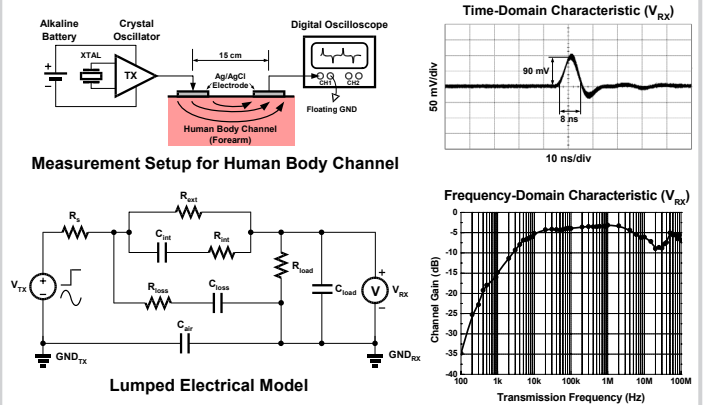 Alkaline
Battery
Crystal
Oscillator
XTAL
TX
+
−
15 cm
Ag/AgCl
Electrode
Human Body Channel
(Forearm)
Digital Oscilloscope
CH1 CH2
Floating GND
Measurement Setup for Human Body Channel
Time-Domain Characteristic (VRX)
50 mV/div
90 mV
8 ns
10 ns/div
Rs
Rext
Cint
Rint
Rloss
Closs
Cair
Rload
Cload
VTX
+
−
V
+
VRX
−
GNDTX
GNDRX
Lumped Electrical Model
Frequency-Domain Characteristic (VRX)
Channel Gain (dB)
0
-5
-10
-15
-20
-25
-30
-35
-40
100 1k 10k 100k 1M 10M 100M
Transmission Frequency (Hz)